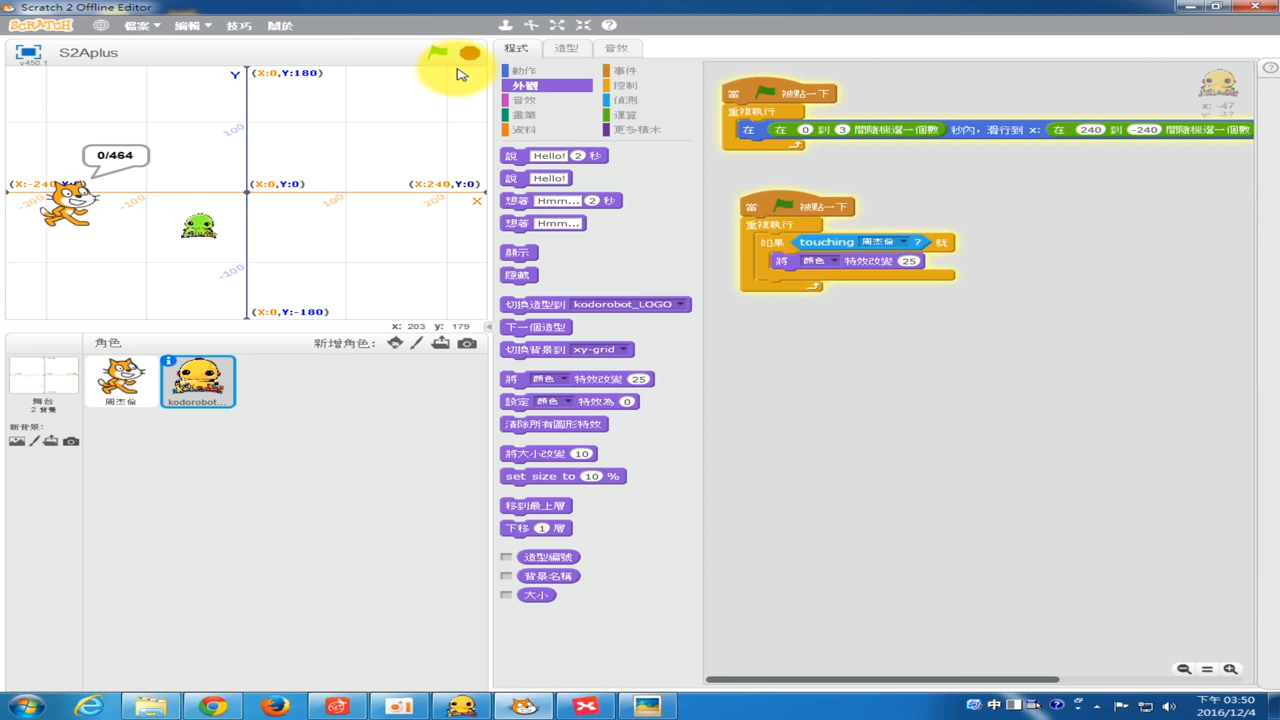 Scratch 2 Offline Editor
SCRATCH 檔案▼ 編輯▼ 技巧 關於
S2Aplus
v450.1
程式 造型 音效
Y (X:0,Y:180)
100
0/464
(X:-240,Y:0) (X:0,Y:0) (X:240,Y:0)
-200 -100 100 200 X
-100
(X:0,Y:-180)
x: 203 y: 179
角色 新增角色:
舞台
2 背景
新背景:
周杰倫
kodorobot...
動作 事件
外觀 控制
音效 偵測
畫筆 運算
資料 更多積木
說 Hello! 2 秒
說 Hello!
想著 Hmm... 2 秒
想著 Hmm...
顯示
隱藏
切換造型到 kodorobot_LOGO
下一個造型
切換背景到 xy-grid
將 顏色 特效改變 25
設定 顏色 特效為 0
清除所有圖形特效
將大小改變 10
set size to 10 %
移到最上層
下移 1 層
造型編號
背景名稱
大小
當 被點一下
重複執行
在 在 0 到 3 間隨機選一個數 秒內,滑行到 x: 在 240 到 -240 間隨機選一個數
當 被點一下
重複執行
如果 touching 周杰倫 ? 就
將 顏色 特效改變 25
x: -47
y: -37
中
下午 03:50
2016/12/4